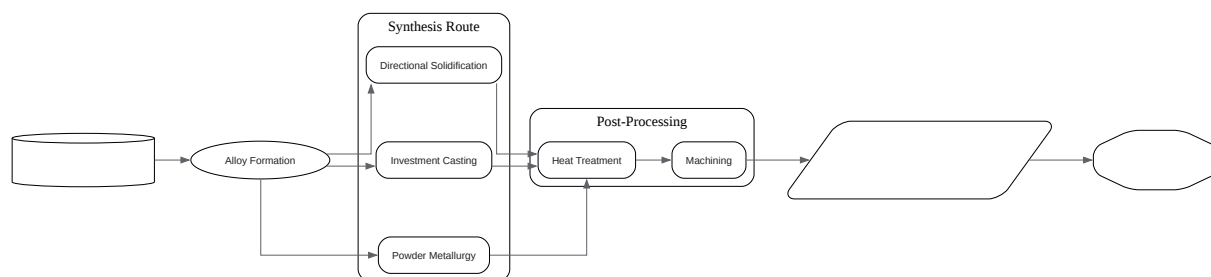 Synthesis Route
Directional Solidification
Post-Processing
Alloy Formation
Investment Casting
Heat Treatment
Machining
Powder Metallurgy